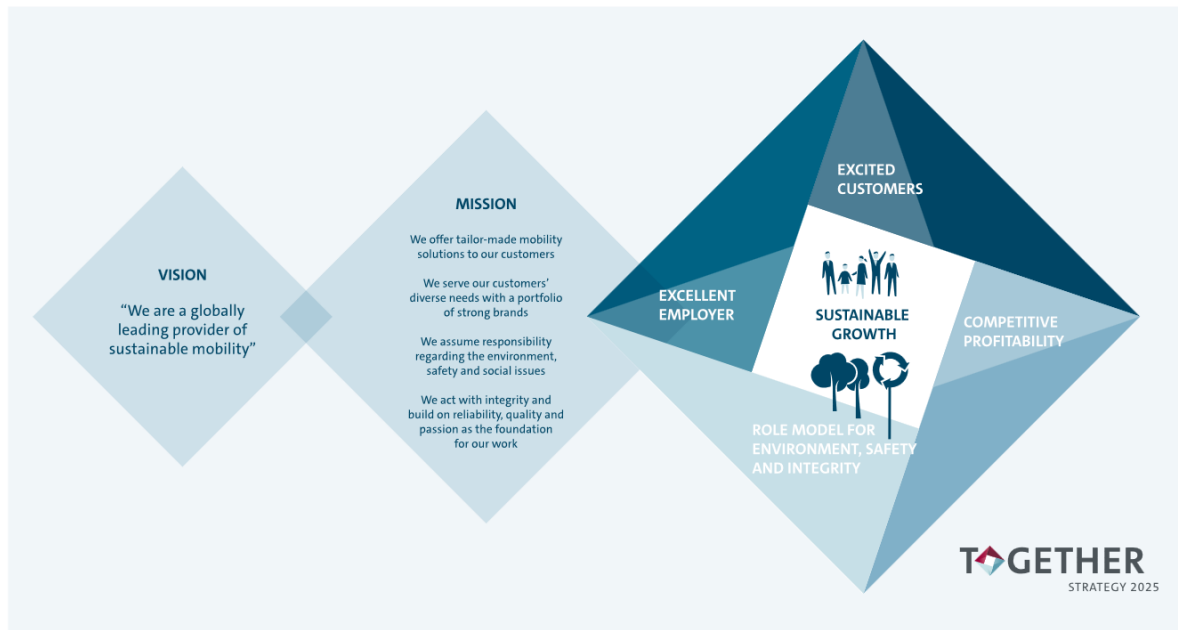 VISION
“We are a globally
leading provider of
sustainable mobility”
MISSION
We offer tailor-made mobility
solutions to our customers
We serve our customers’
diverse needs with a portfolio
of strong brands
We assume responsibility
regarding the environment,
safety and social issues
We act with integrity and
build on reliability, quality and
passion as the foundation
for our work
EXCITED
CUSTOMERS
EXCELLENT
EMPLOYER
SUSTAINABLE
GROWTH
COMPETITIVE
PROFITABILITY
ROLE MODEL FOR
ENVIRONMENT, SAFETY
AND INTEGRITY
TOGETHER
STRATEGY 2025